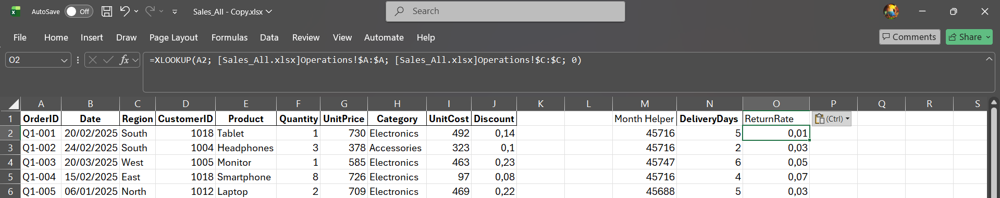 AutoSave Off Sales_All - Copy.xlsx Search
File Home Insert Draw Page Layout Formulas Data Review View Automate Help Comments Share
O2 fx =XLOOKUP(A2; [Sales_All.xlsx]Operations!$A:$A; [Sales_All.xlsx]Operations!$C:$C; 0)
A B C D E F G H I J K L M N O P Q R S
1 OrderID Date Region CustomerID Product Quantity UnitPrice Category UnitCost Discount Month Helper DeliveryDays ReturnRate (Ctrl)
2 Q1-001 20/02/2025 South 1018 Tablet 1 730 Electronics 492 0,14 45716 5 0,01
3 Q1-002 24/02/2025 South 1004 Headphones 3 378 Accessories 323 0,1 45716 2 0,03
4 Q1-003 20/03/2025 West 1005 Monitor 1 585 Electronics 463 0,23 45747 6 0,05
5 Q1-004 15/02/2025 East 1018 Smartphone 8 726 Electronics 97 0,08 45716 4 0,07
6 Q1-005 06/01/2025 North 1012 Laptop 2 709 Electronics 469 0,22 45688 5 0,03